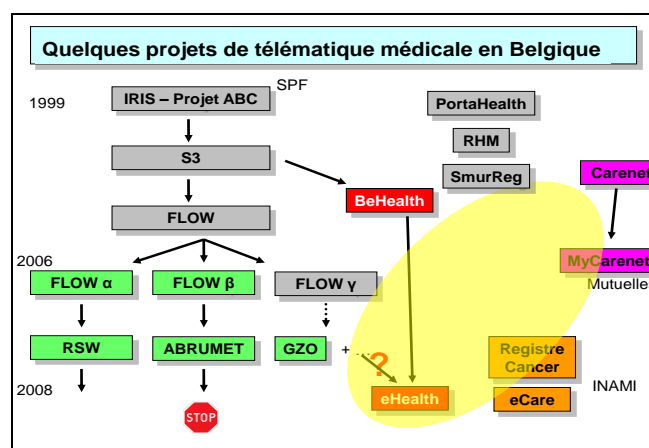 Quelques projets de télématique médicale en Belgique
SPF
1999
IRIS – Projet ABC
PortaHealth
RHM
S3
SmurReg
Carenet
BeHealth
FLOW
2006
MyCarenet
FLOW α
FLOW β
FLOW γ
Mutuelle
RSW
ABRUMET
GZO
+ ...
?
Registre
Cancer
2008
INAMI
eHealth
eCare
STOP